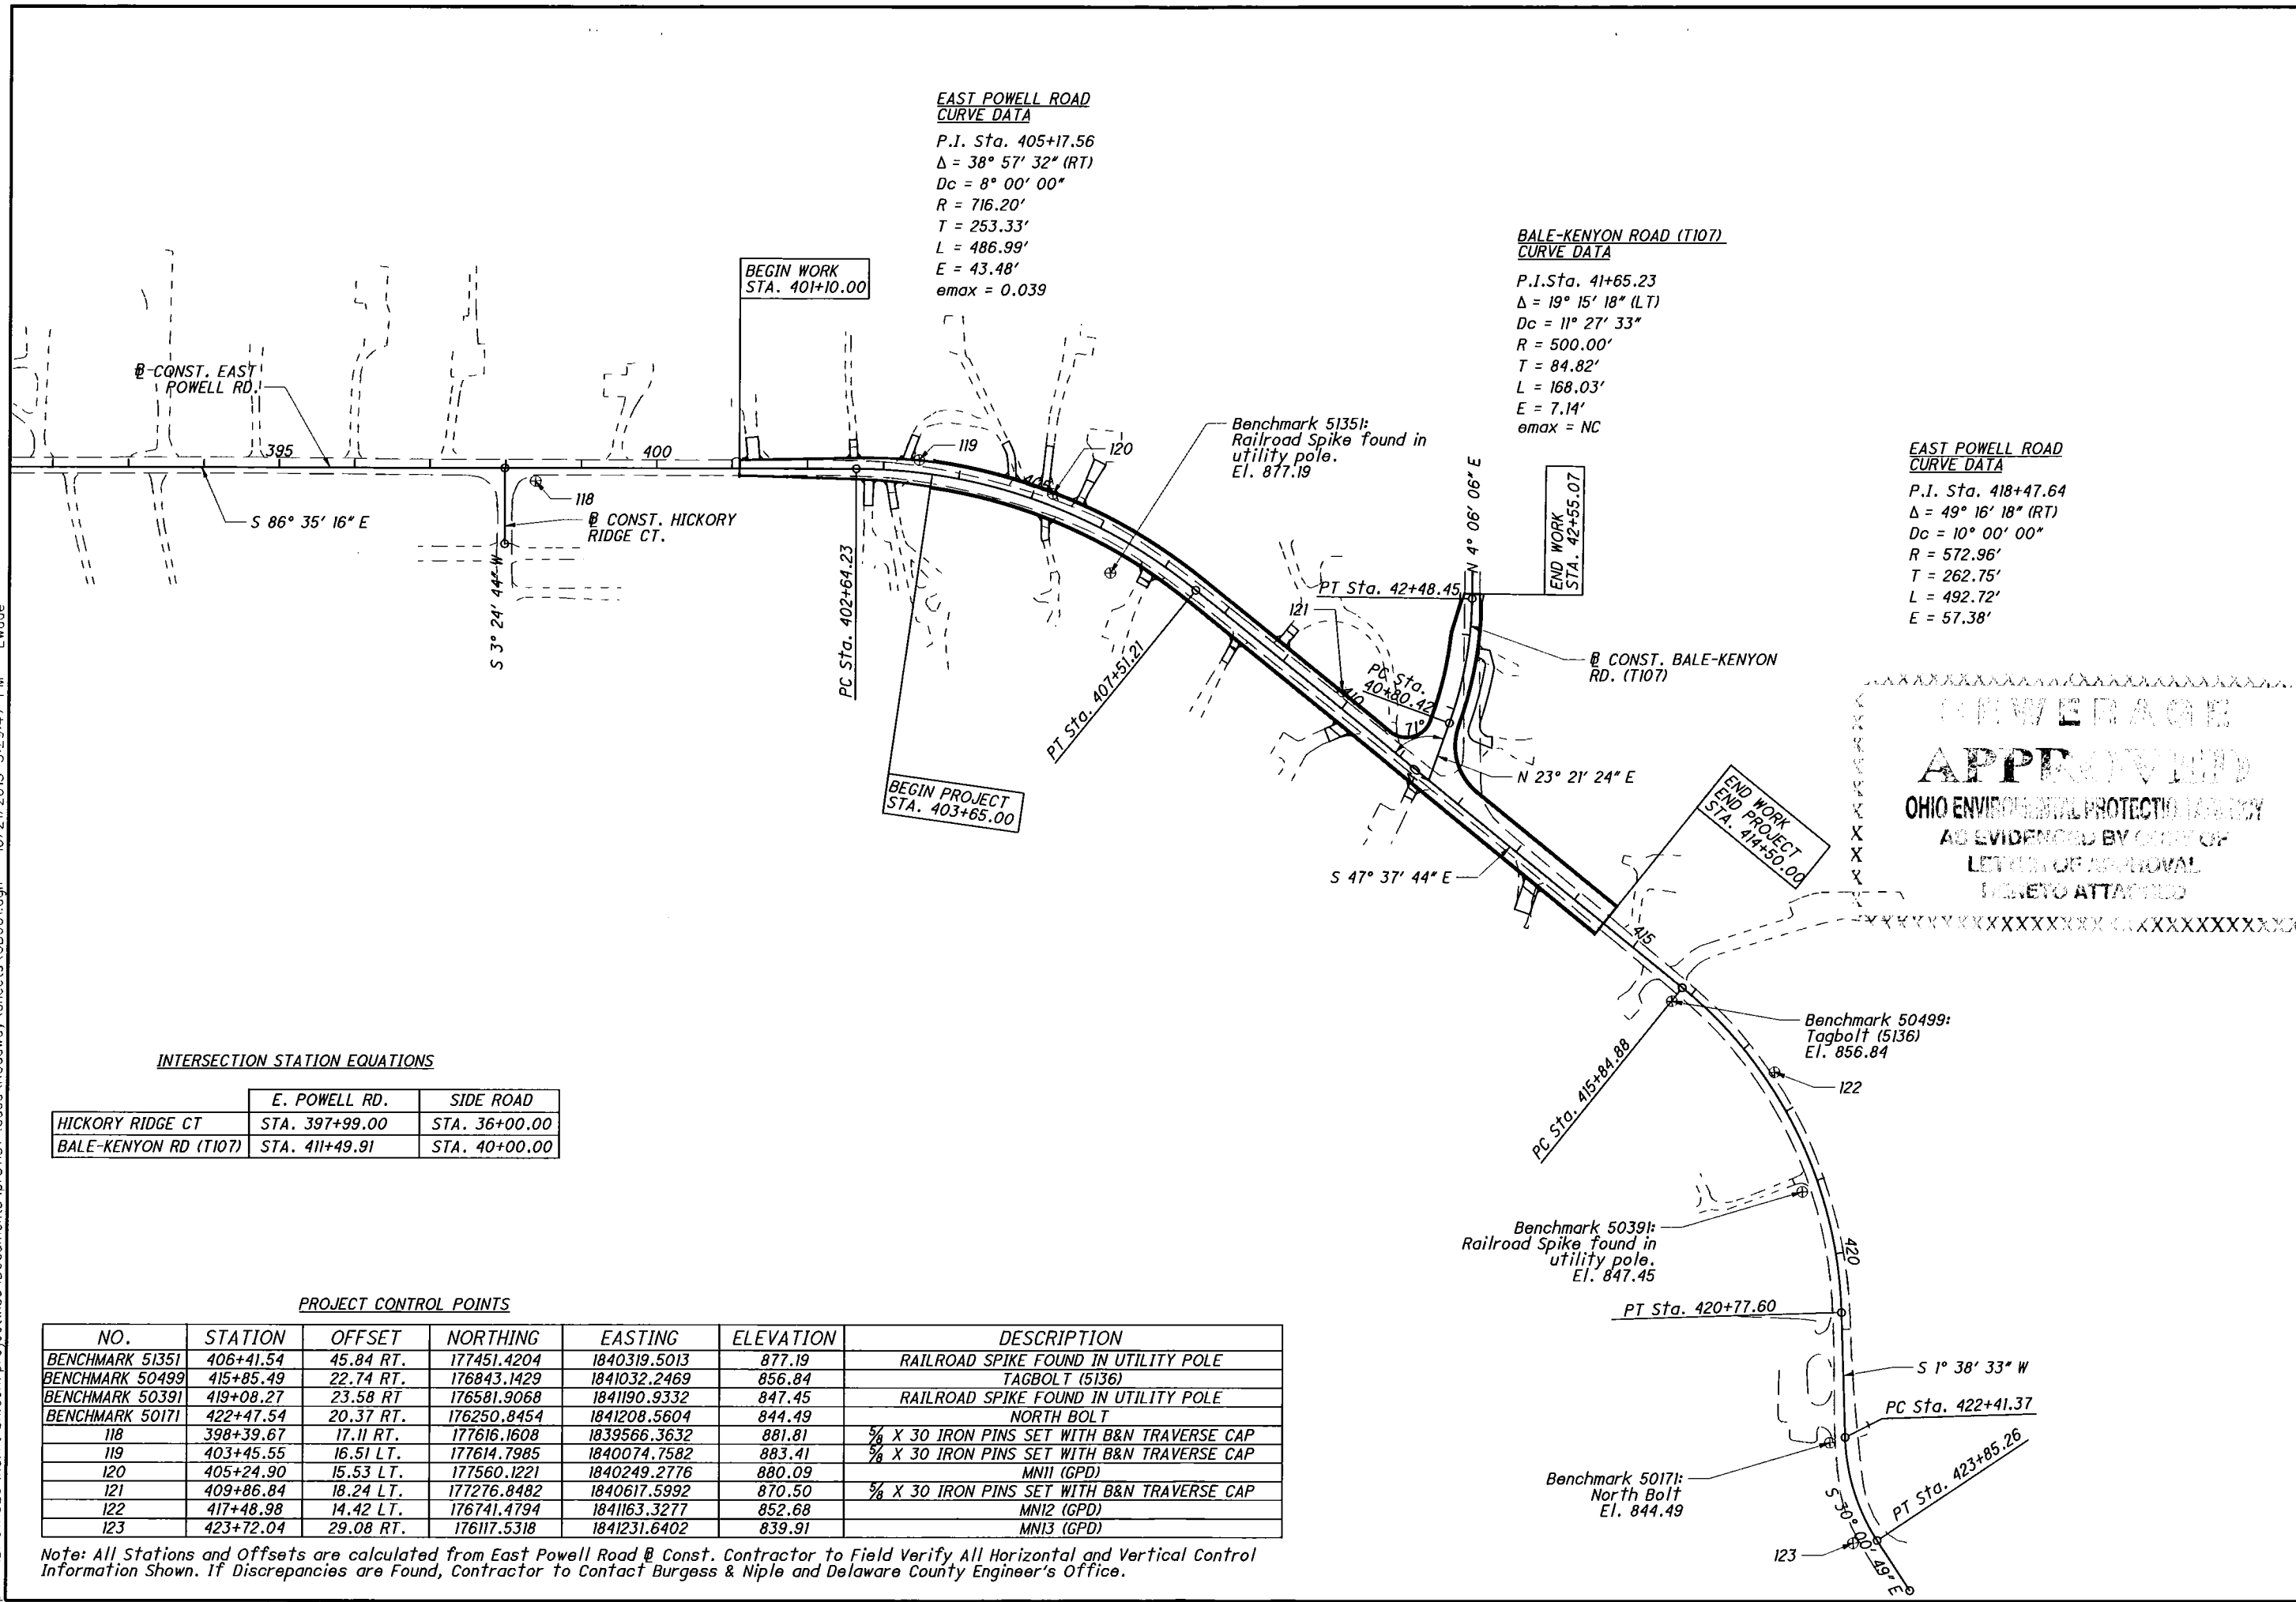 EAST POWELL ROAD
CURVE DATA
P.I. Sta. 405+17.56
Δ = 38° 57' 32" (RT)
Dc = 8° 00' 00"
R = 716.20'
T = 253.33'
L = 486.99'
E = 43.48'
emax = 0.039
BALE-KENYON ROAD (T107)
CURVE DATA
P.I.Sta. 41+65.23
Δ = 19° 15' 18" (LT)
Dc = 11° 27' 33"
R = 500.00'
T = 84.82'
L = 168.03'
E = 7.14'
emax = NC
EAST POWELL ROAD
CURVE DATA
P.I. Sta. 418+47.64
Δ = 49° 16' 18" (RT)
Dc = 10° 00' 00"
R = 572.96'
T = 262.75'
L = 492.72'
E = 57.38'
BEGIN WORK
STA. 401+10.00
CONST. EAST
POWELL RD.
395
400
405
410
415
420
S 86° 35' 16" E
118
CONST. HICKORY
RIDGE CT.
S 3° 24' 44" W
PC Sta. 402+64.23
119
120
Benchmark 51351:
Railroad Spike found in
utility pole.
El. 877.19
PT Sta. 407+51.21
BEGIN PROJECT
STA. 403+65.00
N 4° 06' 06" E
END WORK
STA. 42+55.07
PT Sta. 42+48.45
121
PC Sta.
40+80.42
71°
CONST. BALE-KENYON
RD. (T107)
N 23° 21' 24" E
S 47° 37' 44" E
END WORK
END PROJECT
STA. 414+50.00
APPROVED
OHIO
AS EVIDENCED BY COPY OF
LETTER OF APPROVAL
HERETO ATTACHED
Benchmark 50499:
Tagbolt (5136)
El. 856.84
122
PC Sta. 415+84.88
Benchmark 50391:
Railroad Spike found in
utility pole.
El. 847.45
PT Sta. 420+77.60
S 1° 38' 33" W
PC Sta. 422+41.37
PT Sta. 423+85.26
Benchmark 50171:
North Bolt
El. 844.49
123
S 30° 00' 49" E
INTERSECTION STATION EQUATIONS
E. POWELL RD. SIDE ROAD
HICKORY RIDGE CT STA. 397+99.00 STA. 36+00.00
BALE-KENYON RD (T107) STA. 411+49.91 STA. 40+00.00
PROJECT CONTROL POINTS
NO. STATION OFFSET NORTHING EASTING ELEVATION DESCRIPTION
BENCHMARK 51351 406+41.54 45.84 RT. 177451.4204 1840319.5013 877.19 RAILROAD SPIKE FOUND IN UTILITY POLE
BENCHMARK 50499 415+85.49 22.74 RT. 176843.1429 1841032.2469 856.84 TAGBOLT (5136)
BENCHMARK 50391 419+08.27 23.58 RT 176581.9068 1841190.9332 847.45 RAILROAD SPIKE FOUND IN UTILITY POLE
BENCHMARK 50171 422+47.54 20.37 RT. 176250.8454 1841208.5604 844.49 NORTH BOLT
118 398+39.67 17.11 RT. 177616.1608 1839566.3632 881.81 5/8 X 30 IRON PINS SET WITH B&N TRAVERSE CAP
119 403+45.55 16.51 LT. 177614.7985 1840074.7582 883.41 5/8 X 30 IRON PINS SET WITH B&N TRAVERSE CAP
120 405+24.90 15.53 LT. 177560.1221 1840249.2776 880.09 MN11 (GPD)
121 409+86.84 18.24 LT. 177276.8482 1840617.5992 870.50 5/8 X 30 IRON PINS SET WITH B&N TRAVERSE CAP
122 417+48.98 14.42 LT. 176741.4794 1841163.3277 852.68 MN12 (GPD)
123 423+72.04 29.08 RT. 176117.5318 1841231.6402 839.91 MN13 (GPD)
Note: All Stations and Offsets are calculated from East Powell Road ℄ Const. Contractor to Field Verify All Horizontal and Vertical Control
Information Shown. If Discrepancies are Found, Contractor to Contact Burgess & Niple and Delaware County Engineer's Office.